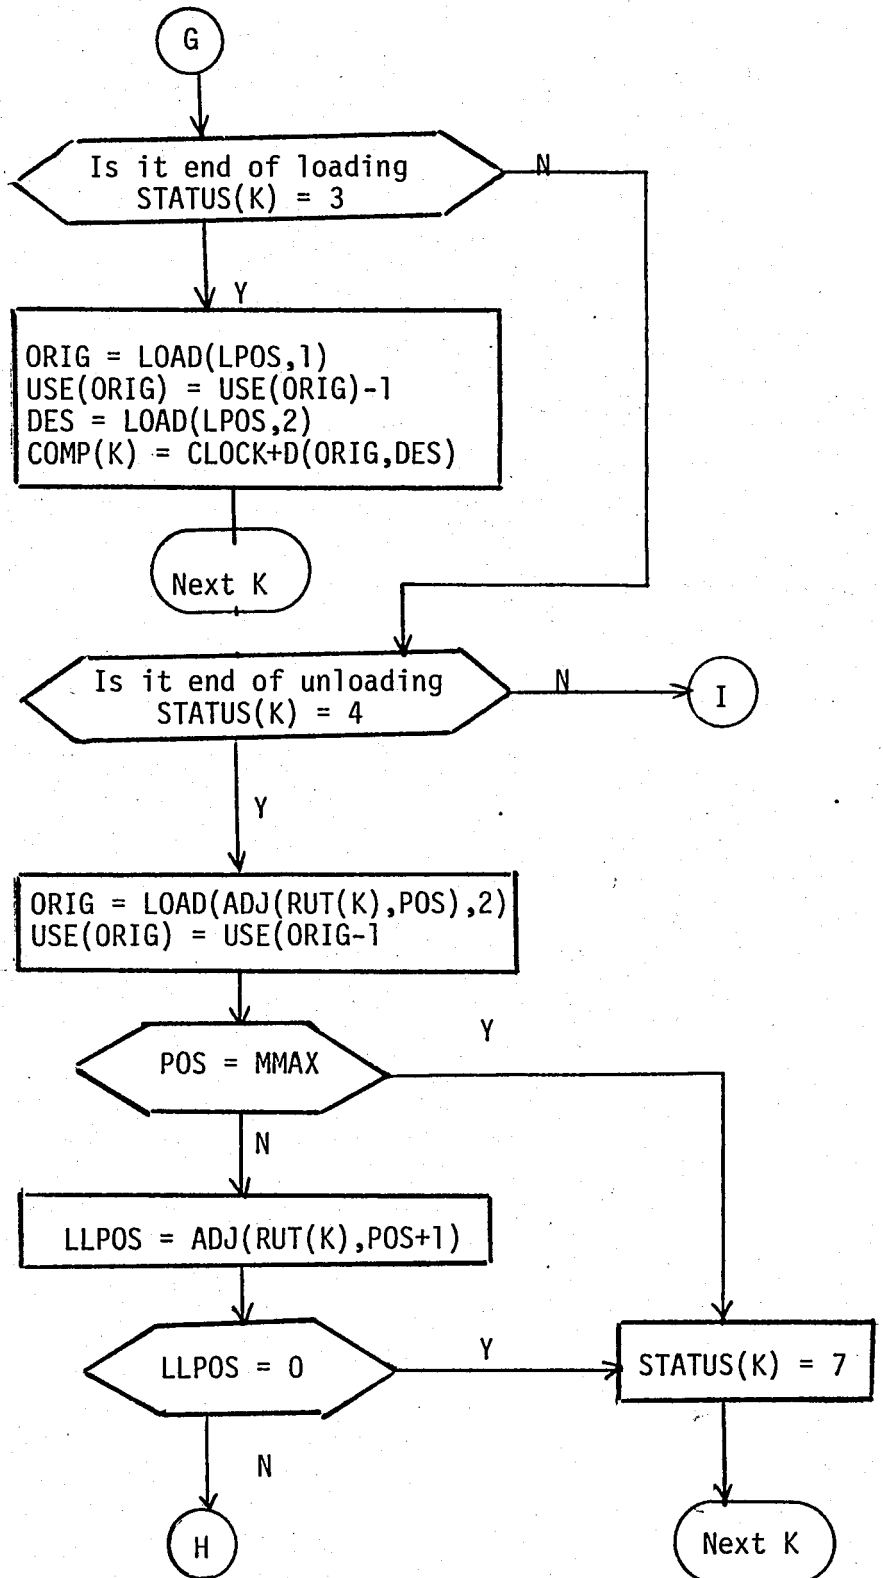 G
Is it end of loading
STATUS(K) = 3
N
Y
ORIG = LOAD(LPOS,1)
USE(ORIG) = USE(ORIG)-1
DES = LOAD(LPOS,2)
COMP(K) = CLOCK+D(ORIG,DES)
Next K
Is it end of unloading
STATUS(K) = 4
N
I
Y
ORIG = LOAD(ADJ(RUT(K),POS),2)
USE(ORIG) = USE(ORIG-1
POS = MMAX
Y
N
LLPOS = ADJ(RUT(K),POS+1)
LLPOS = 0
Y
STATUS(K) = 7
N
H
Next K